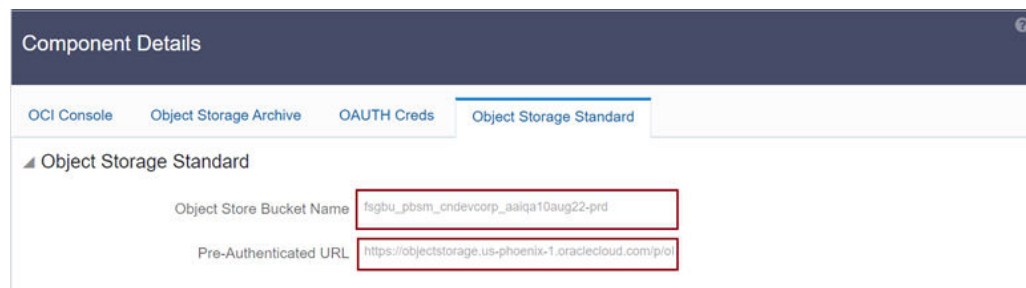 Component Details
OCI Console Object Storage Archive OAUTH Creds Object Storage Standard
Object Storage Standard
Object Store Bucket Name fsgbu_pbsm_cndevcorp_aaiqa10aug22-prd
Pre-Authenticated URL https://objectstorage.us-phoenix-1.oraclecloud.com/p/ol